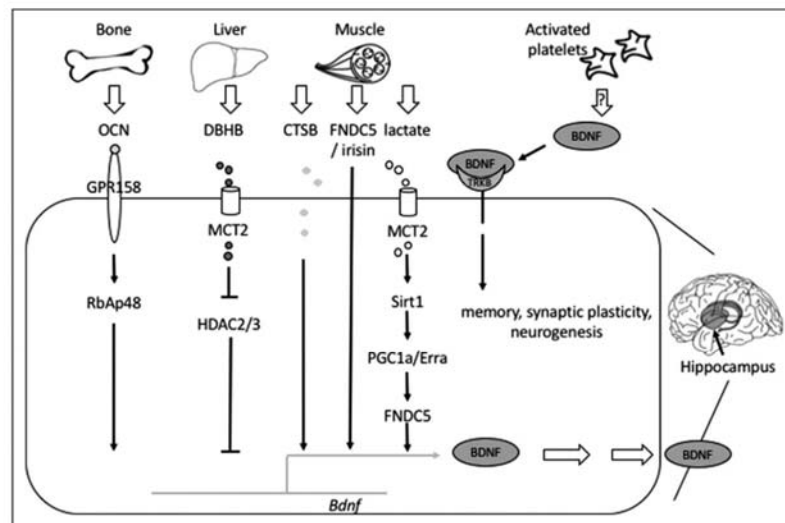 Bone
Liver
Muscle
Activated
platelets
?
OCN
DBHB
CTSB
FNDC5
/ irisin
lactate
BDNF
BDNF
TRKB
GPR158
MCT2
MCT2
RbAp48
HDAC2/3
Sirt1
PGC1a/Erra
FNDC5
memory, synaptic plasticity,
neurogenesis
Hippocampus
BDNF
BDNF
Bdnf